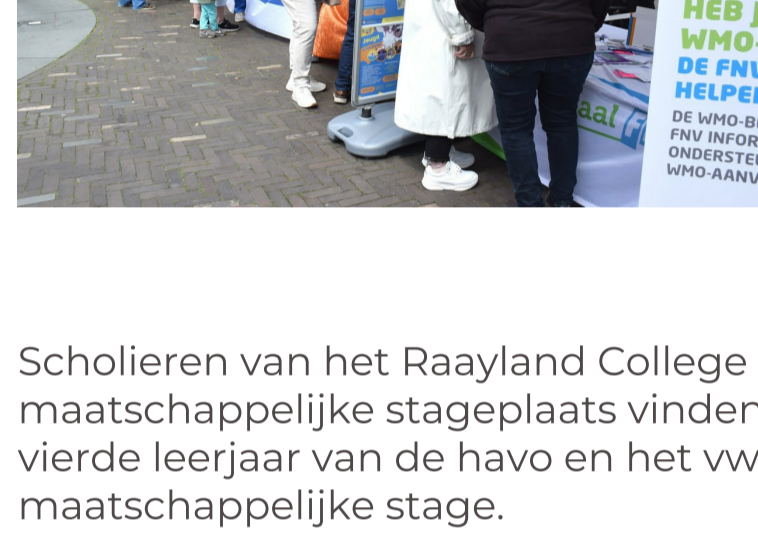 HEB
WMO-
DE FNV
HELPE
DE WMO-B
FNV INFOR
ONDERSTE
WMO-AANV
aal
Scholieren van het Raayland College
maatschappelijke stageplaats vinden
vierde leerjaar van de havo en het vw
maatschappelijke stage.